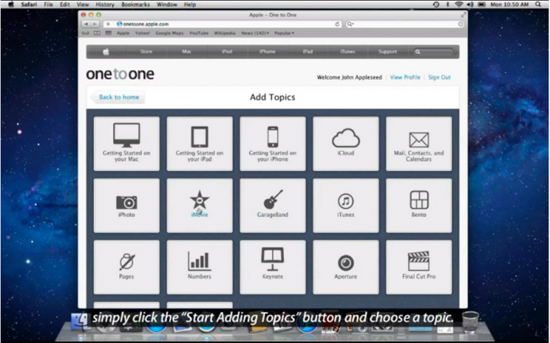 Safari File Edit View History Bookmarks Window Help
Mon 10:50 AM
Apple – One to One
onetoone.apple.com
Apple Yahoo! Google Maps YouTube Wikipedia News (142) Popular
Store Mac iPod iPhone iPad iTunes Support
one to one
Welcome John Appleseed View Profile Sign Out
Back to home
Add Topics
Getting Started on your Mac
Getting Started on your iPad
Getting Started on your iPhone
iCloud
Mail, Contacts, and Calendars
iPhoto
iMovie
GarageBand
iTunes
Bento
Pages
Numbers
Keynote
Aperture
Final Cut Pro
simply click the "Start Adding Topics" button and choose a topic.